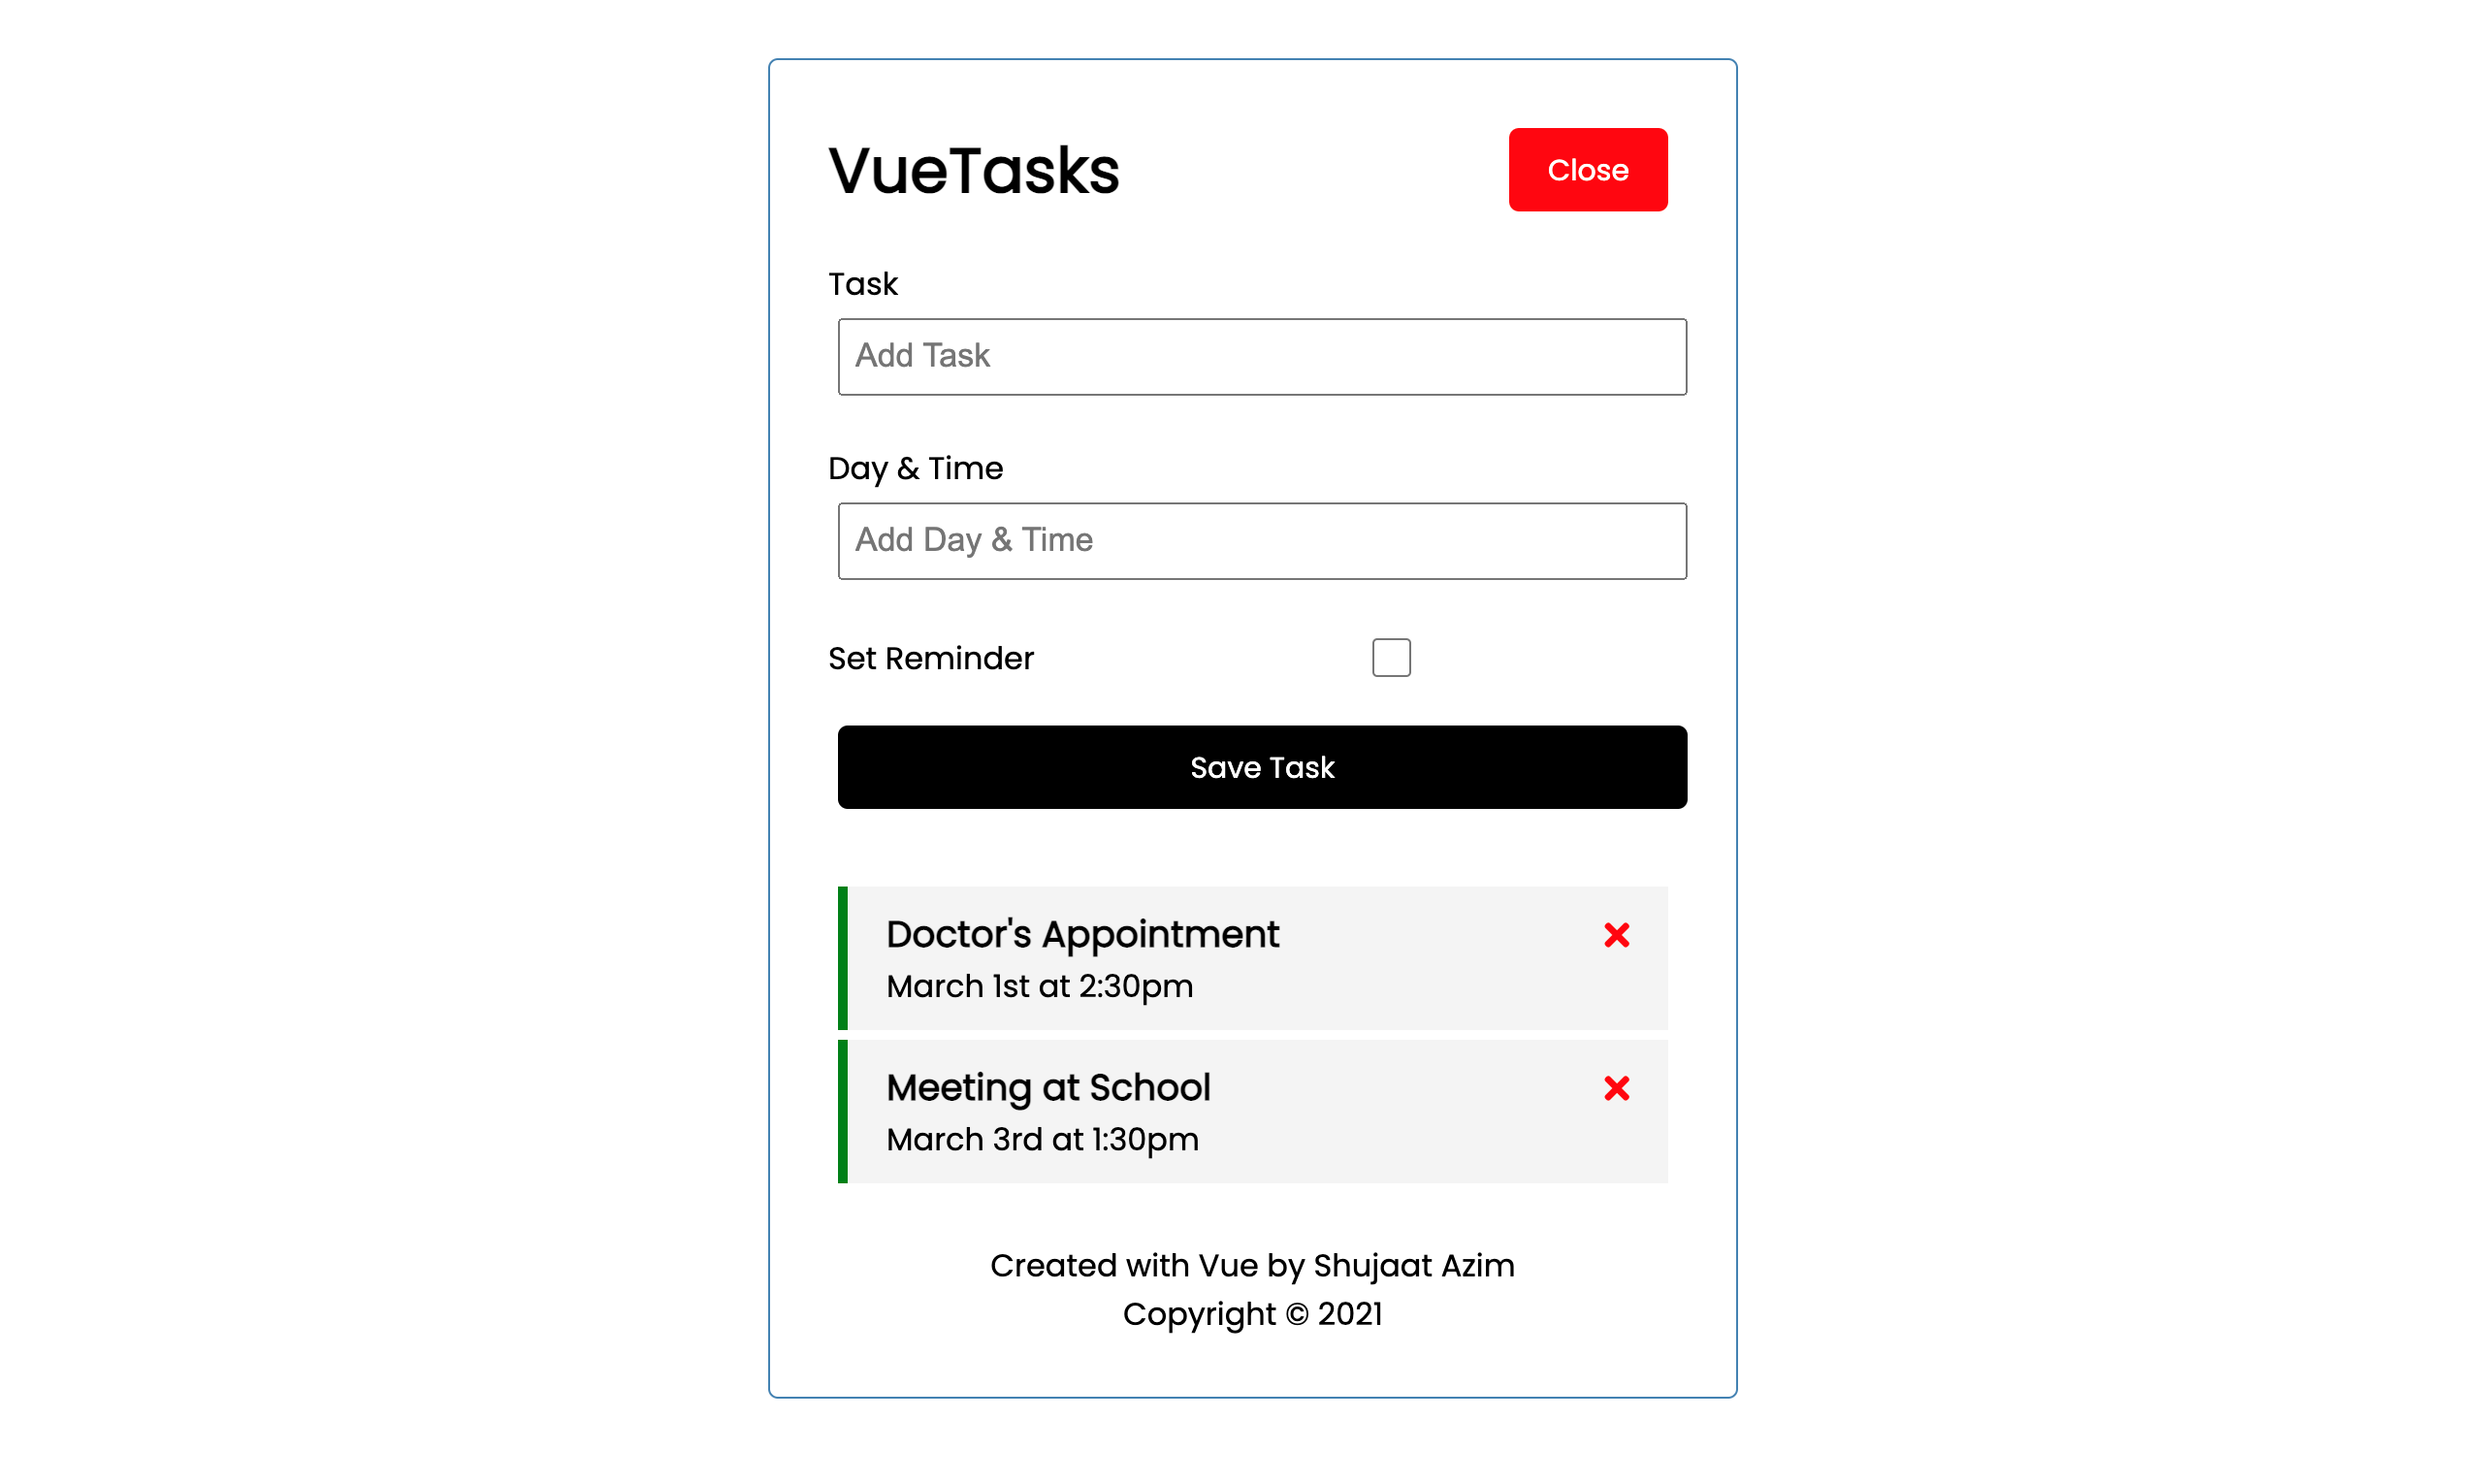 VueTasks
Close
Task
Add Task
Day & Time
Add Day & Time
Set Reminder
Save Task
Doctor's Appointment
March 1st at 2:30pm
Meeting at School
March 3rd at 1:30pm
Created with Vue by Shujaat Azim
Copyright © 2021